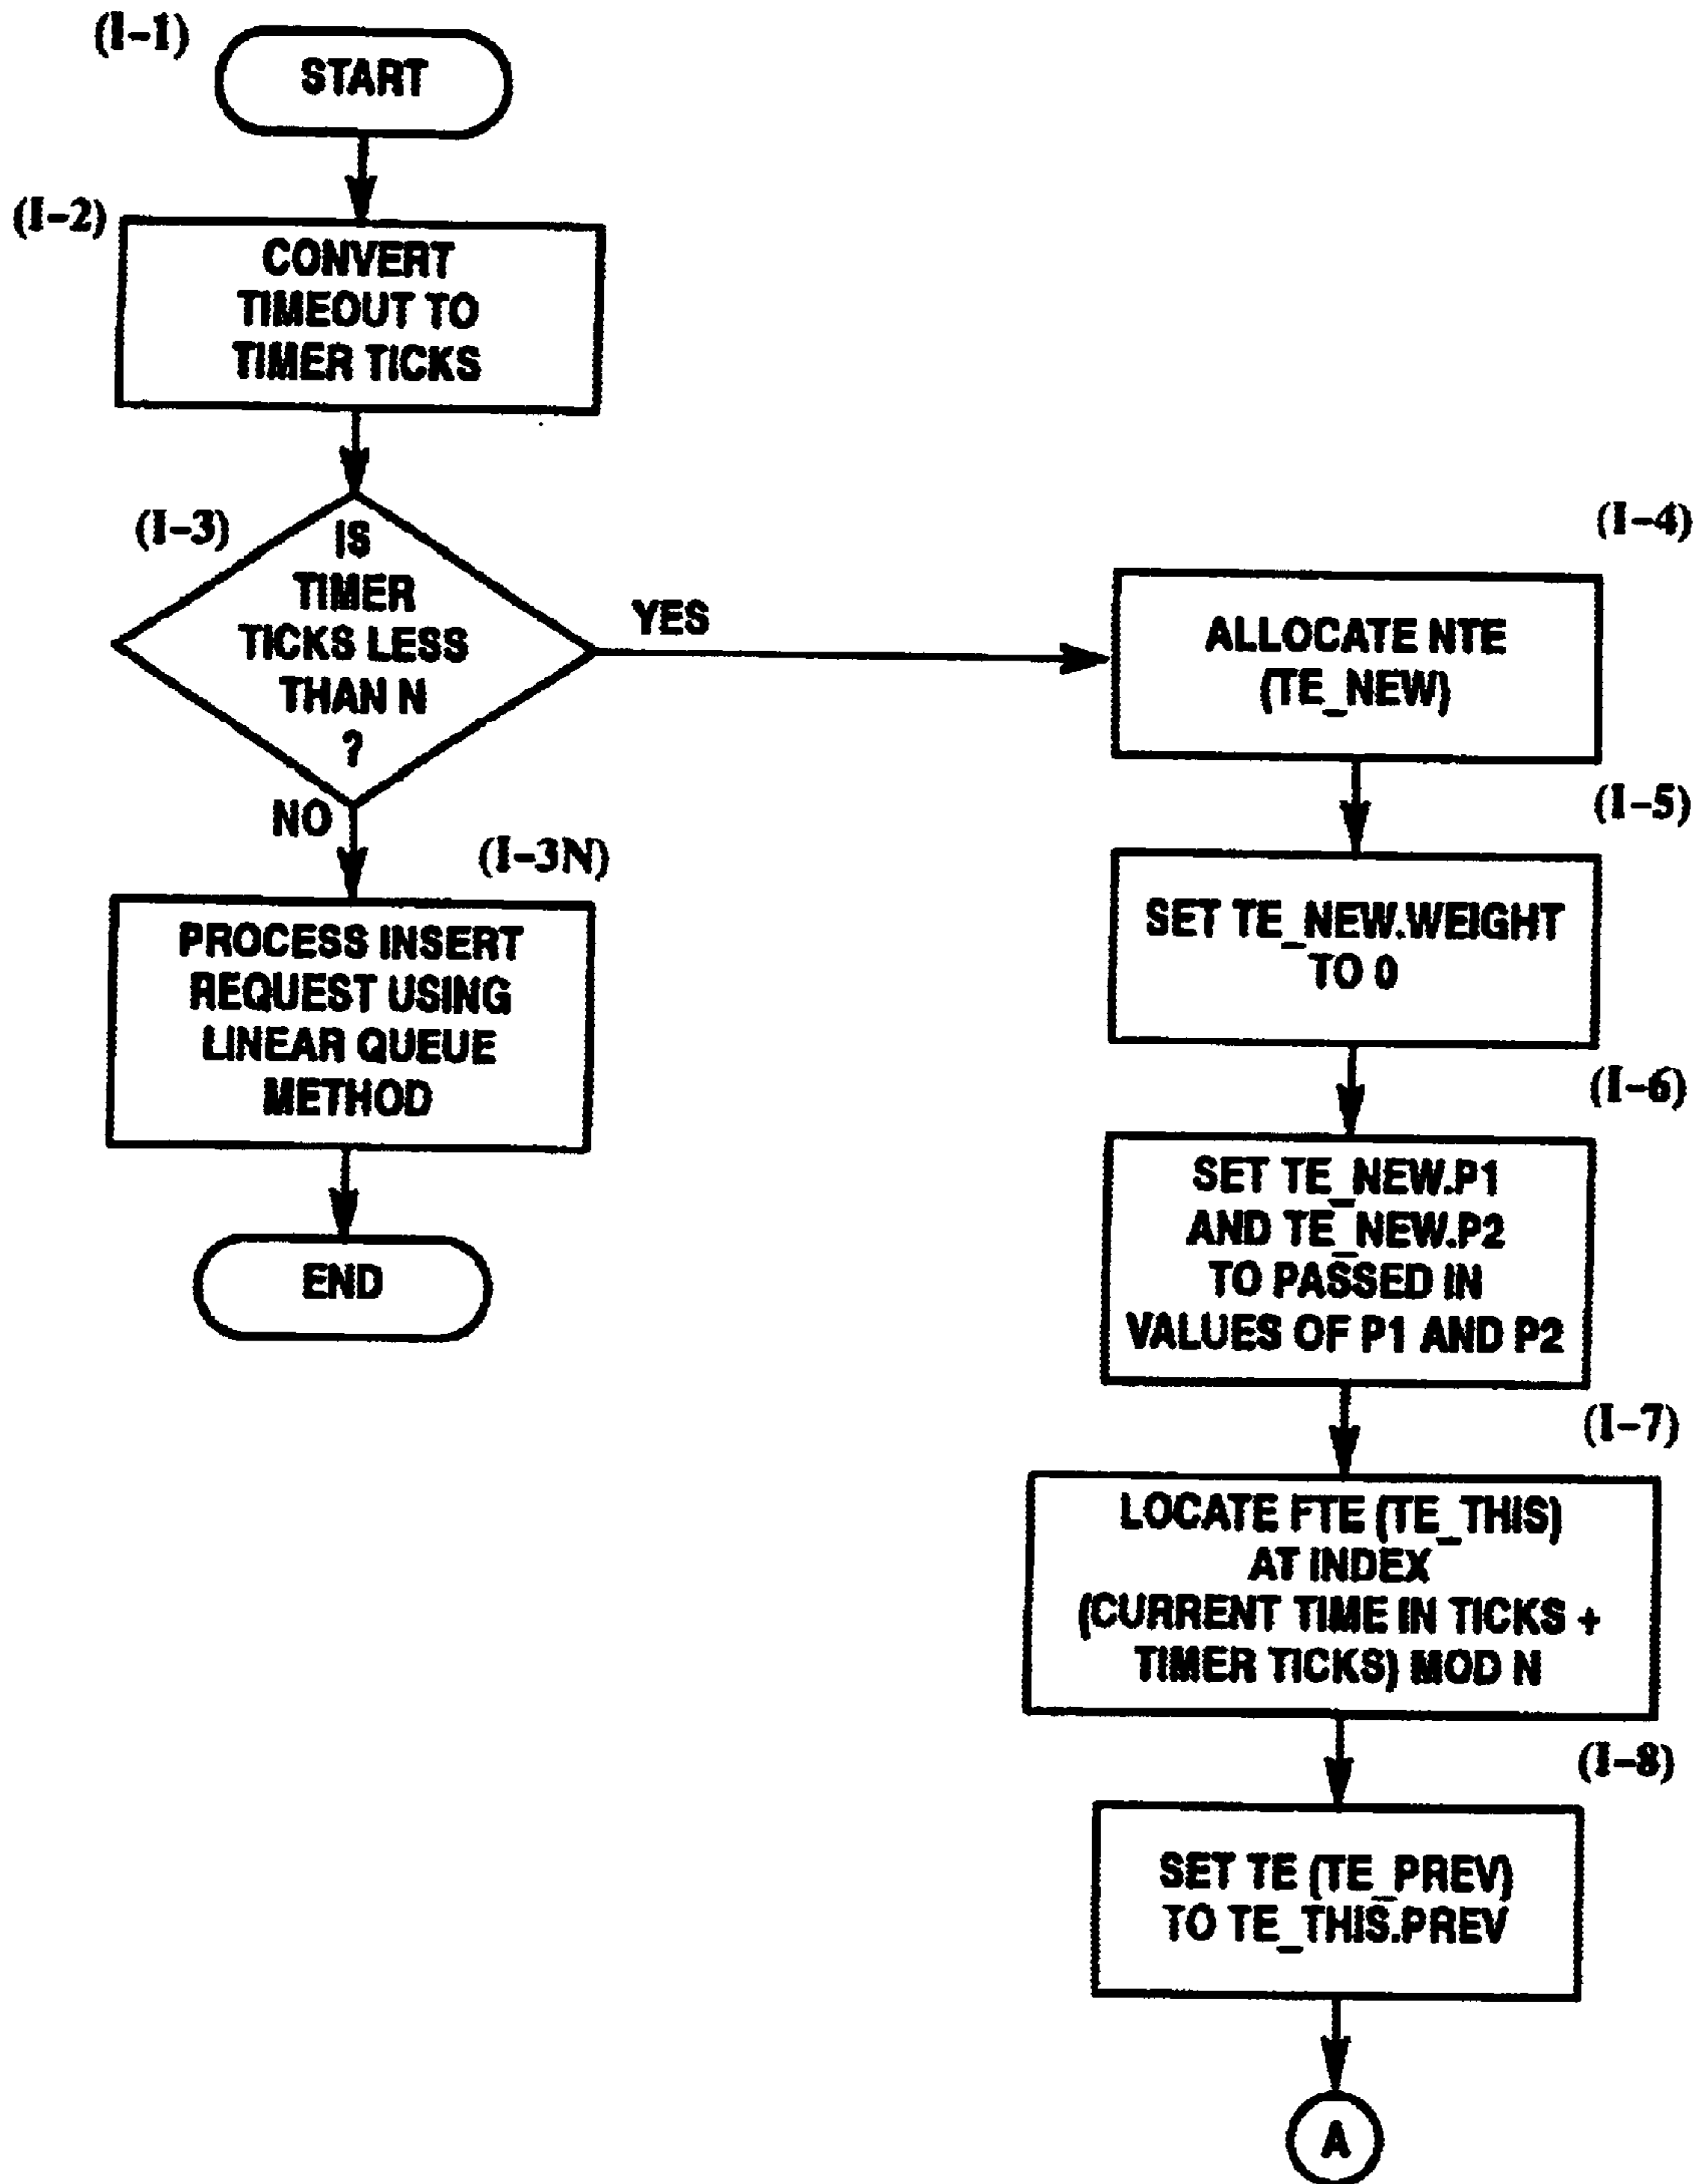 (I-1)
START
(I-2)
CONVERT
TIMEOUT TO
TIMER TICKS
(I-3)
IS
TIMER
TICKS LESS
THAN N
?
YES
NO
(I-3N)
PROCESS INSERT
REQUEST USING
LINEAR QUEUE
METHOD
END
(I-4)
ALLOCATE NTE
(TE_NEW)
(I-5)
SET TE_NEW.WEIGHT
TO 0
(I-6)
SET TE_NEW.P1
AND TE_NEW.P2
TO PASSED IN
VALUES OF P1 AND P2
(I-7)
LOCATE FTE (TE_THIS)
AT INDEX
(CURRENT TIME IN TICKS +
TIMER TICKS) MOD N
(I-8)
SET TE (TE_PREV)
TO TE_THIS.PREV
A